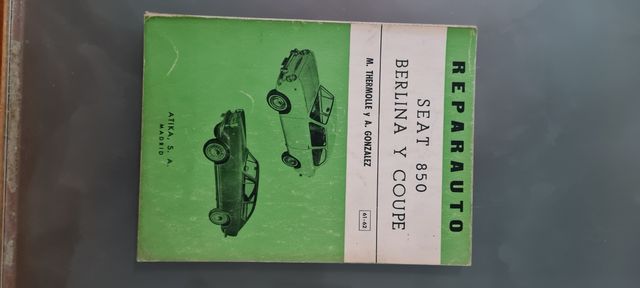 REPARAUTO
SEAT 850
BERLINA Y COUPE
M. THERMOLLE y A. GONZALEZ
61-62
ATIKA, S. A.
MADRID